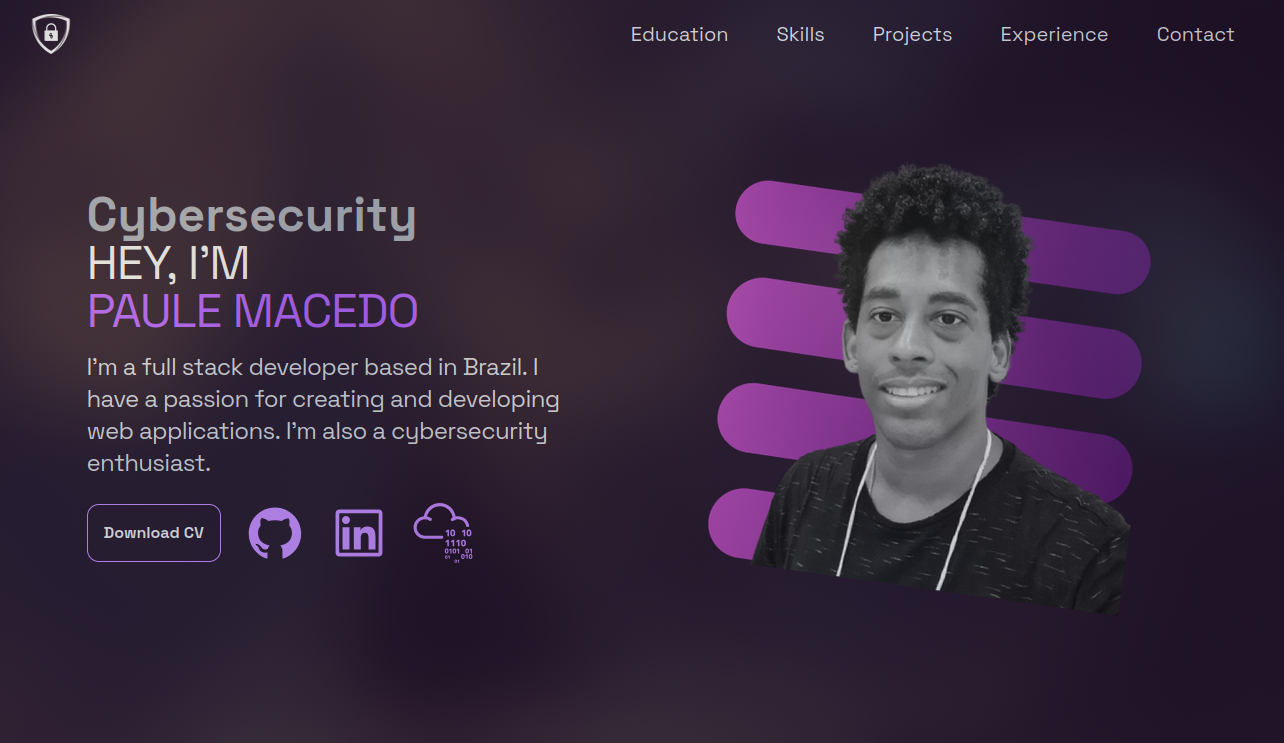 Education Skills Projects Experience Contact
Cybersecurity
HEY, I'M
PAULE MACEDO
I'm a full stack developer based in Brazil. I
have a passion for creating and developing
web applications. I'm also a cybersecurity
enthusiast.
Download CV
in
10 10
1110
0101 01
01 010
01